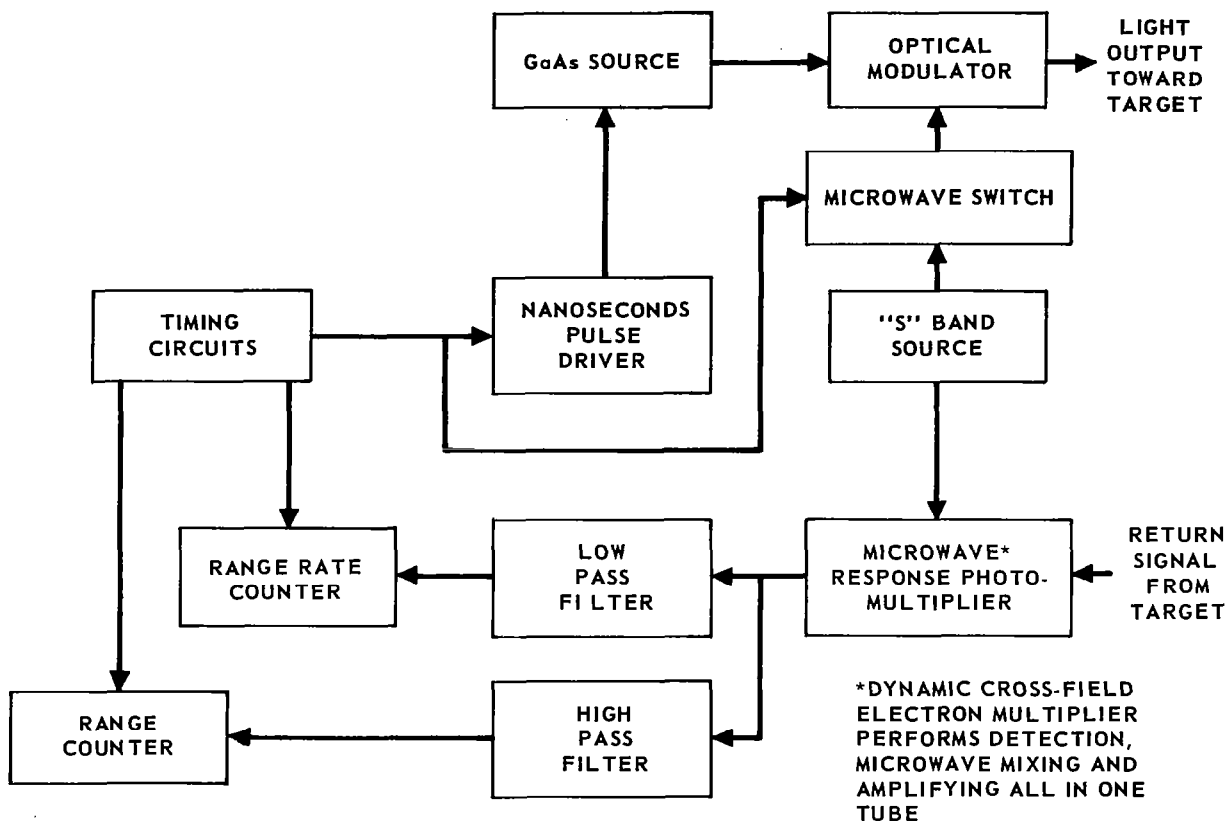 GaAs SOURCE
OPTICAL
MODULATOR
LIGHT
OUTPUT
TOWARD
TARGET
MICROWAVE SWITCH
TIMING
CIRCUITS
NANOSECONDS
PULSE
DRIVER
"S" BAND
SOURCE
RANGE RATE
COUNTER
LOW
PASS
FILTER
MICROWAVE*
RESPONSE PHOTO-
MULTIPLIER
RETURN
SIGNAL
FROM
TARGET
RANGE
COUNTER
HIGH
PASS
FILTER
*DYNAMIC CROSS-FIELD
ELECTRON MULTIPLIER
PERFORMS DETECTION,
MICROWAVE MIXING AND
AMPLIFYING ALL IN ONE
TUBE